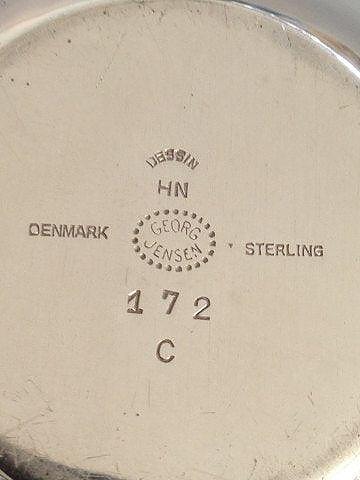 DESSIN
HN
DENMARK GEORG JENSEN STERLING
172
C